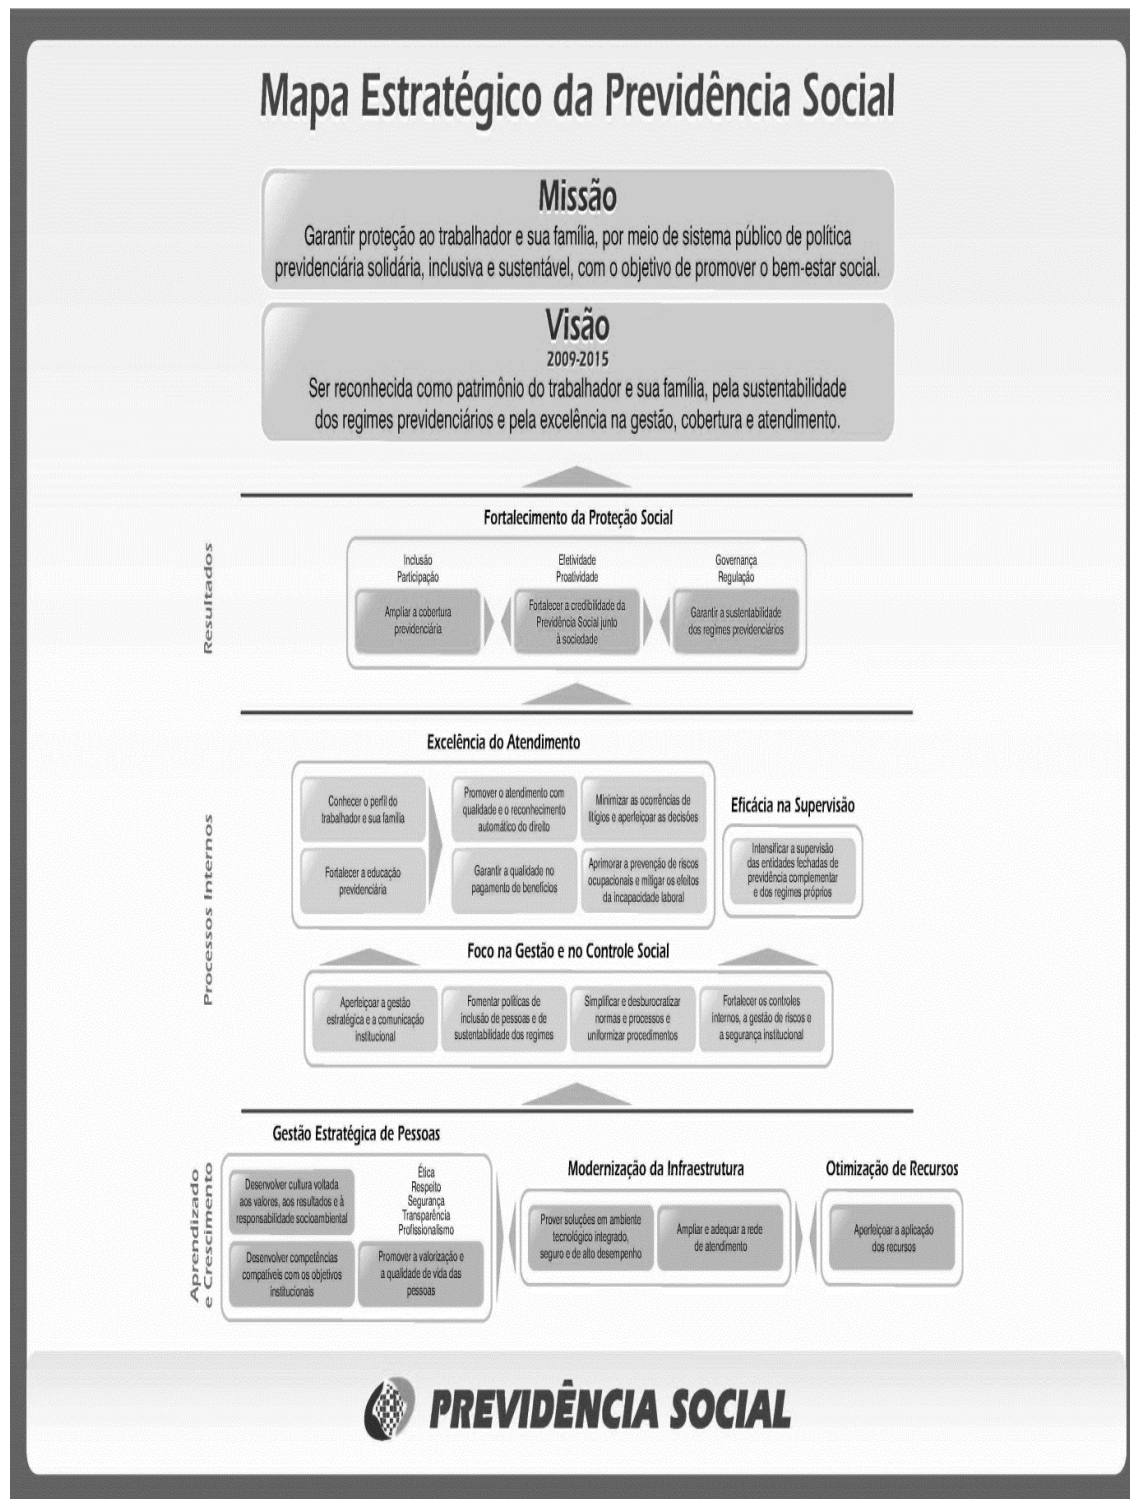 Mapa Estratégico da Previdência Social
Missão
Garantir proteção ao trabalhador e sua família, por meio de sistema público de política
previdenciária solidária, inclusiva e sustentável, com o objetivo de promover o bem-estar social.
Visão
2009-2015
Ser reconhecida como patrimônio do trabalhador e sua família, pela sustentabilidade
dos regimes previdenciários e pela excelência na gestão, cobertura e atendimento.
Resultados
Fortalecimento da Proteção Social
Inclusão
Participação
Ampliar a cobertura
previdenciária
Efetividade
Proatividade
Fortalecer a credibilidade da
Previdência Social junto
à sociedade
Governança
Regulação
Garantir a sustentabilidade
dos regimes previdenciários
Processos Internos
Excelência do Atendimento
Conhecer o perfil do
trabalhador e sua família
Fortalecer a educação
previdenciária
Promover o atendimento com
qualidade e o reconhecimento
automático do direito
Minimizar as ocorrências de
litígios e aperfeiçoar as decisões
Garantir a qualidade no
pagamento de benefícios
Aprimorar a prevenção de riscos
ocupacionais e mitigar os efeitos
da incapacidade laboral
Eficácia na Supervisão
Intensificar a supervisão
das entidades fechadas de
previdência complementar
e dos regimes próprios
Foco na Gestão e no Controle Social
Aperfeiçoar a gestão
estratégica e a comunicação
institucional
Fomentar políticas de
inclusão de pessoas e de
sustentabilidade dos regimes
Simplificar e desburocratizar
normas e processos e
uniformizar procedimentos
Fortalecer os controles
internos, a gestão de riscos e
a segurança institucional
Aprendizado
e Crescimento
Gestão Estratégica de Pessoas
Desenvolver cultura voltada
aos valores, aos resultados e à
responsabilidade socioambiental
Ética
Respeito
Segurança
Transparência
Profissionalismo
Desenvolver competências
compatíveis com os objetivos
institucionais
Promover a valorização e
a qualidade de vida das
pessoas
Modernização da Infraestrutura
Prover soluções em ambiente
tecnológico integrado,
seguro e de alto desempenho
Ampliar e adequar a rede
de atendimento
Otimização de Recursos
Aperfeiçoar a aplicação
dos recursos
PREVIDÊNCIA SOCIAL